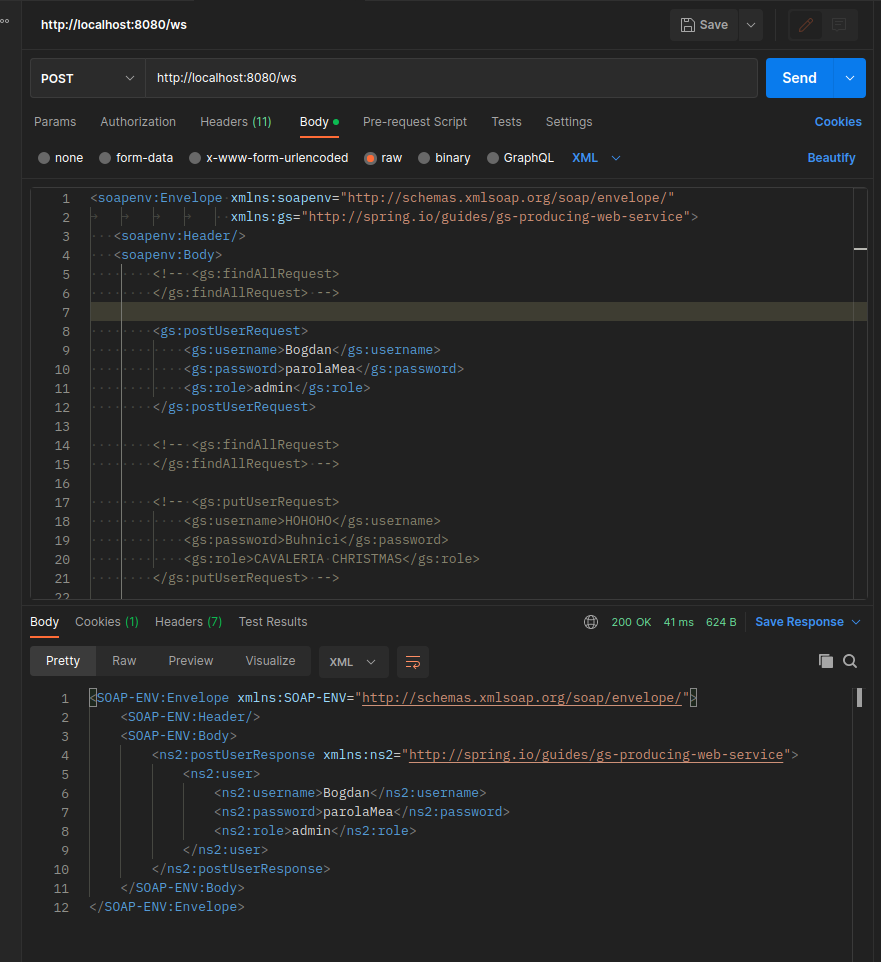 http://localhost:8080/ws
Save
POST
http://localhost:8080/ws
Send
Params Authorization Headers (11) Body Pre-request Script Tests Settings Cookies
none form-data x-www-form-urlencoded raw binary GraphQL XML Beautify
1 <soapenv:Envelope xmlns:soapenv="http://schemas.xmlsoap.org/soap/envelope/"
2 xmlns:gs="http://spring.io/guides/gs-producing-web-service">
3 <soapenv:Header/>
4 <soapenv:Body>
5 <!-- <gs:findAllRequest>
6 </gs:findAllRequest> -->
7
8 <gs:postUserRequest>
9 <gs:username>Bogdan</gs:username>
10 <gs:password>parolaMea</gs:password>
11 <gs:role>admin</gs:role>
12 </gs:postUserRequest>
13
14 <!-- <gs:findAllRequest>
15 </gs:findAllRequest> -->
16
17 <!-- <gs:putUserRequest>
18 <gs:username>HOHOHO</gs:username>
19 <gs:password>Buhnici</gs:password>
20 <gs:role>CAVALERIA CHRISTMAS</gs:role>
21 </gs:putUserRequest> -->
22
Body Cookies (1) Headers (7) Test Results 200 OK 41 ms 624 B Save Response
Pretty Raw Preview Visualize XML
1 <SOAP-ENV:Envelope xmlns:SOAP-ENV="http://schemas.xmlsoap.org/soap/envelope/">
2 <SOAP-ENV:Header/>
3 <SOAP-ENV:Body>
4 <ns2:postUserResponse xmlns:ns2="http://spring.io/guides/gs-producing-web-service">
5 <ns2:user>
6 <ns2:username>Bogdan</ns2:username>
7 <ns2:password>parolaMea</ns2:password>
8 <ns2:role>admin</ns2:role>
9 </ns2:user>
10 </ns2:postUserResponse>
11 </SOAP-ENV:Body>
12 </SOAP-ENV:Envelope>